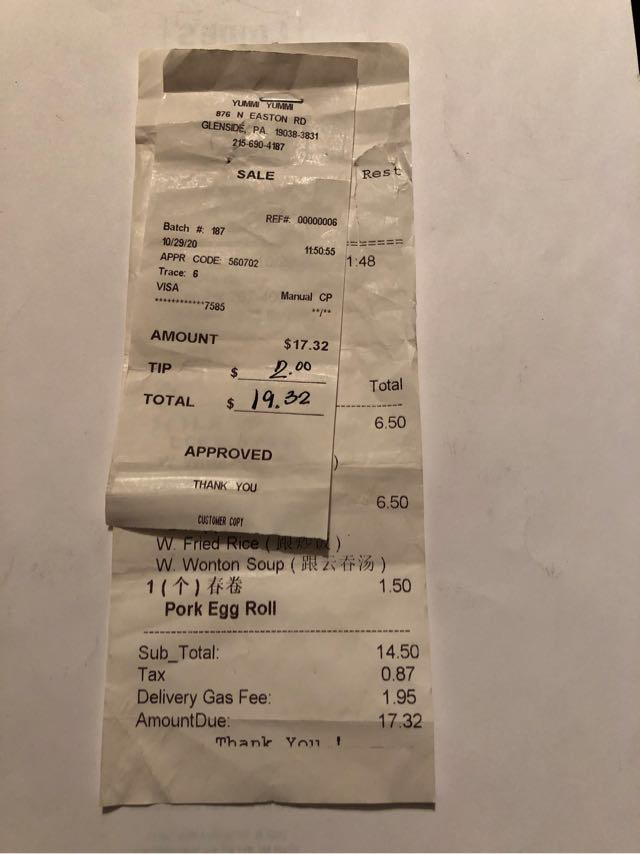 YUMMI YUMMI
876 N EASTON RD
GLENSIDE, PA 19038-3831
215-690-4187
SALE
REF#: 00000006
Batch #: 187
10/29/20 11:50:55
APPR CODE: 560702
Trace: 6
VISA Manual CP
************7585 **/**
AMOUNT $17.32
TIP $ 2.00
TOTAL $ 19.32
APPROVED
THANK YOU
CUSTOMER COPY
Rest
======
1:48
Total
6.50
)
6.50
W. Fried Rice (跟炒饭)
W. Wonton Soup (跟云吞汤)
1 (个) 春卷 1.50
Pork Egg Roll
Sub_Total: 14.50
Tax 0.87
Delivery Gas Fee: 1.95
AmountDue: 17.32
Thank You !